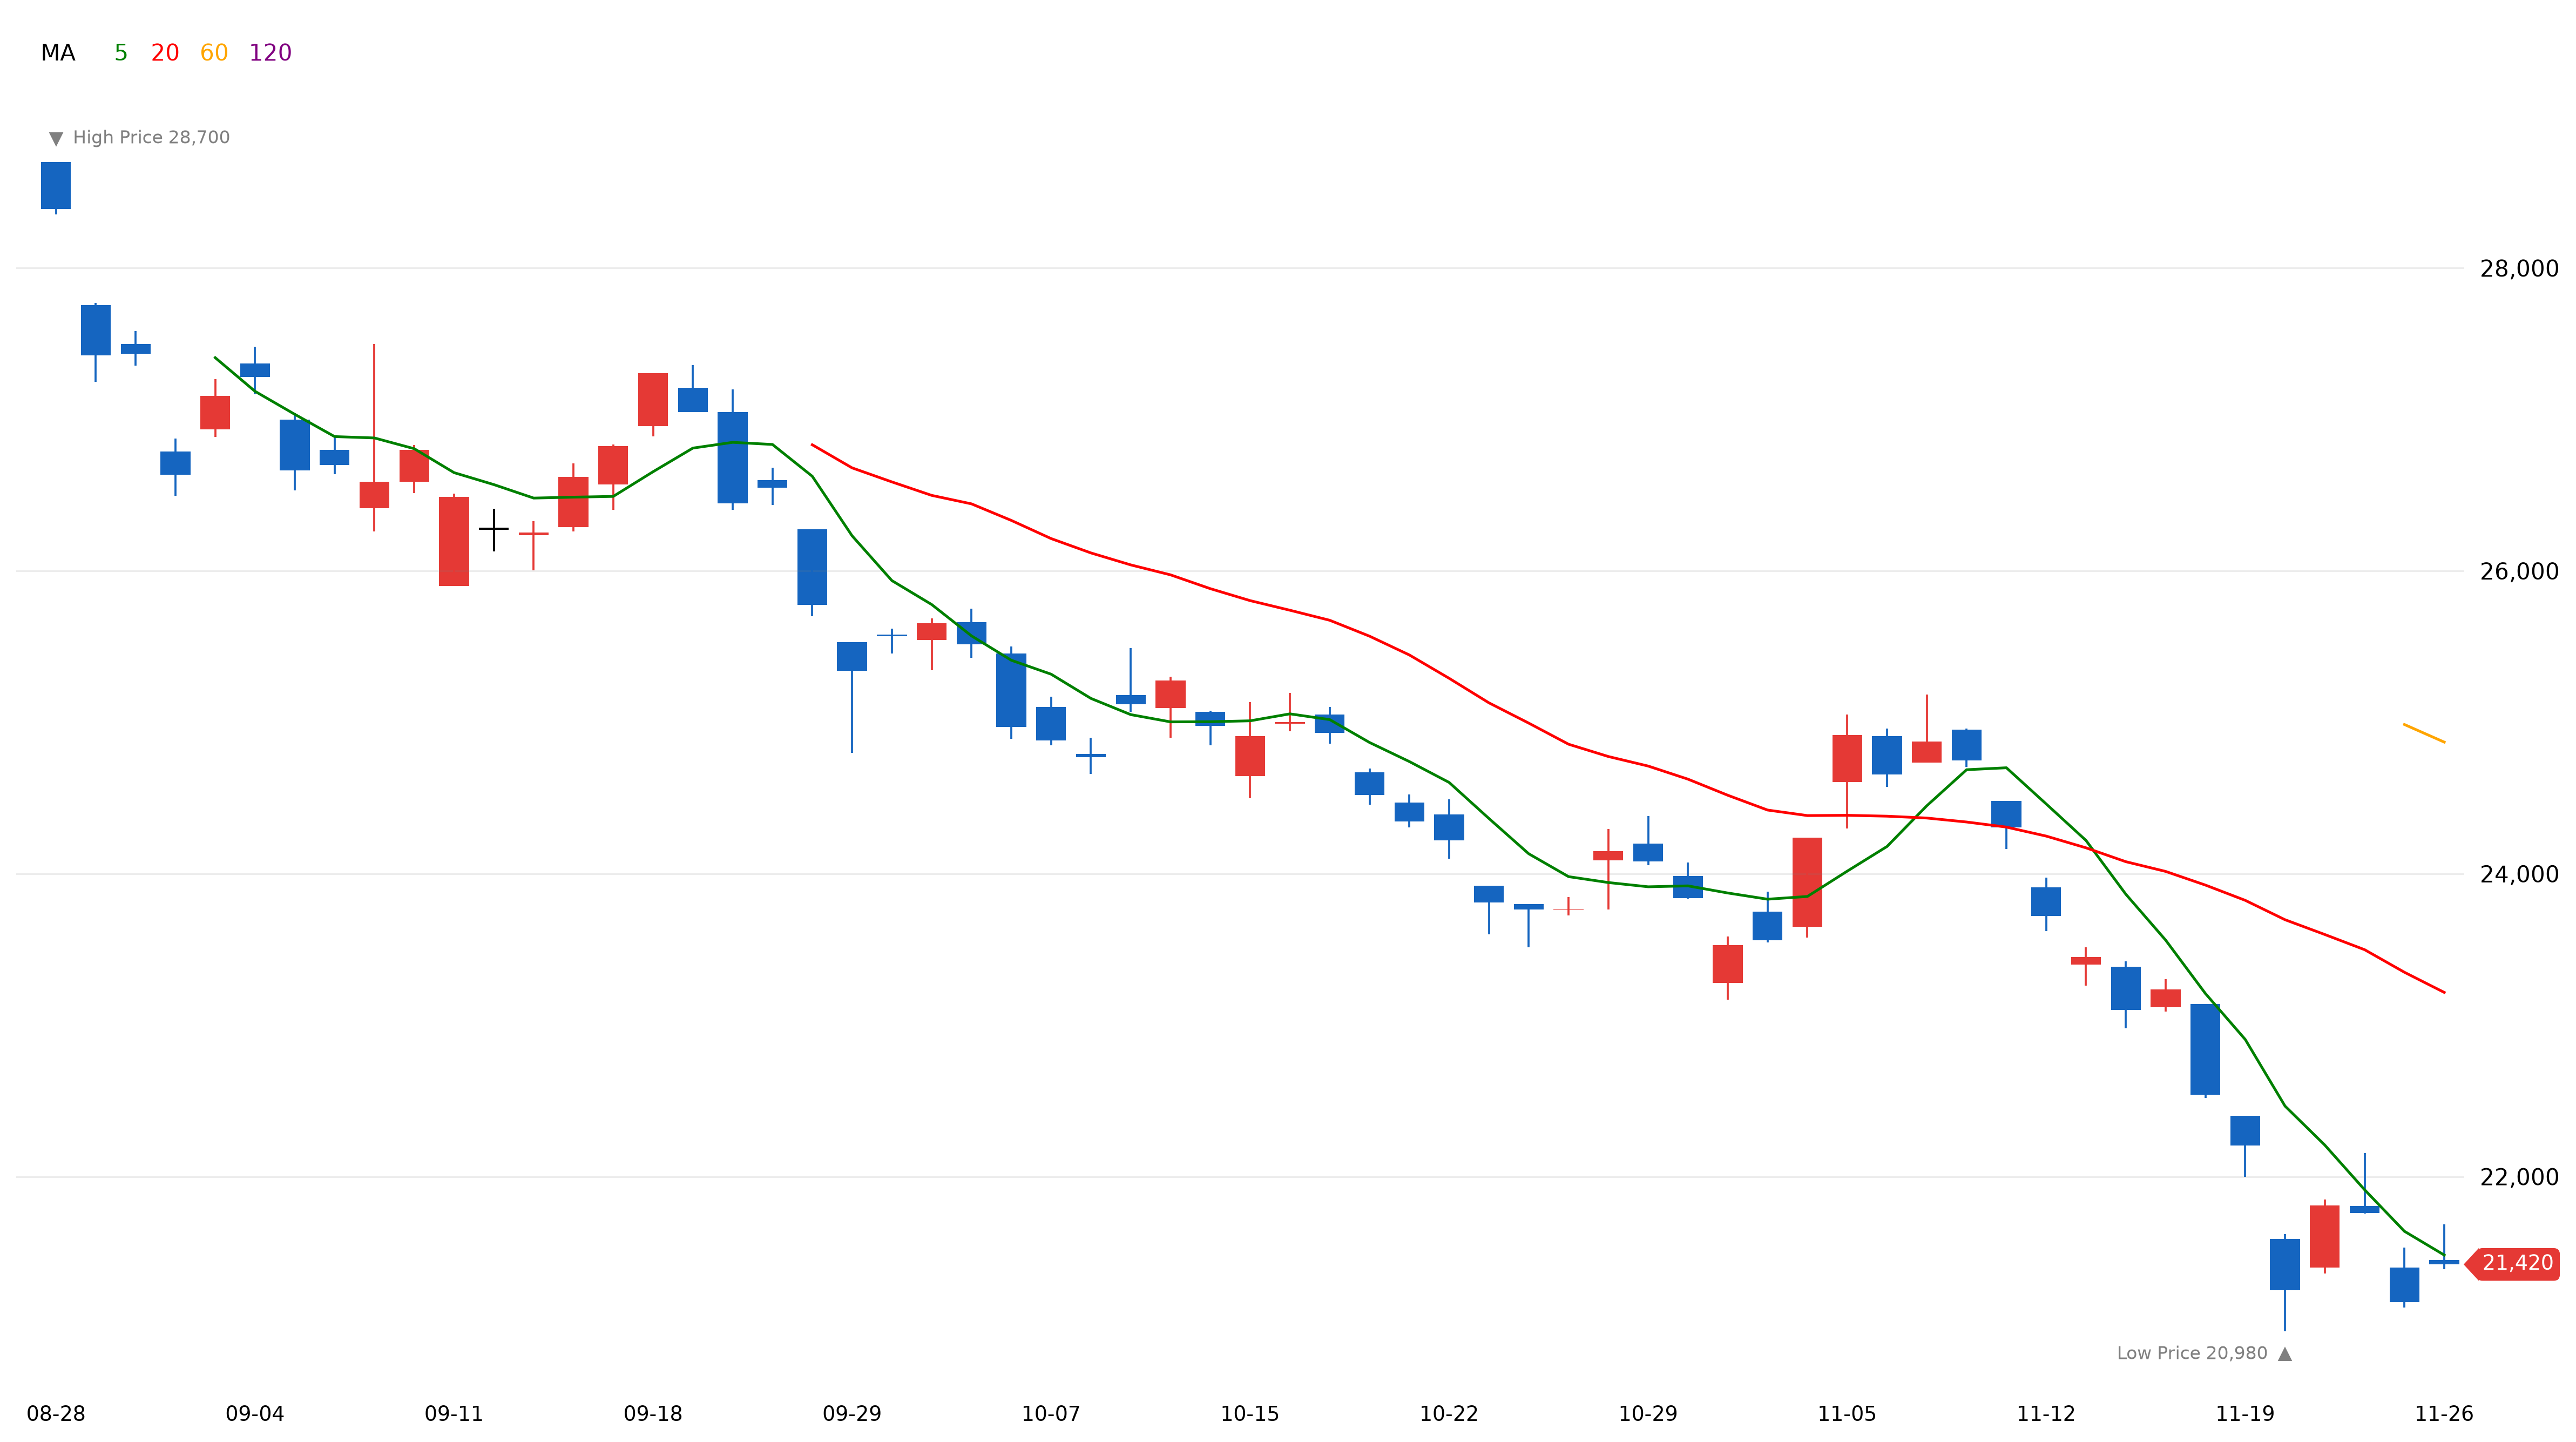 MA 5 20 60 120
▼ High Price 28,700
28,000
26,000
24,000
22,000
21,420
Low Price 20,980 ▲
08-28 09-04 09-11 09-18 09-29 10-07 10-15 10-22 10-29 11-05 11-12 11-19 11-26